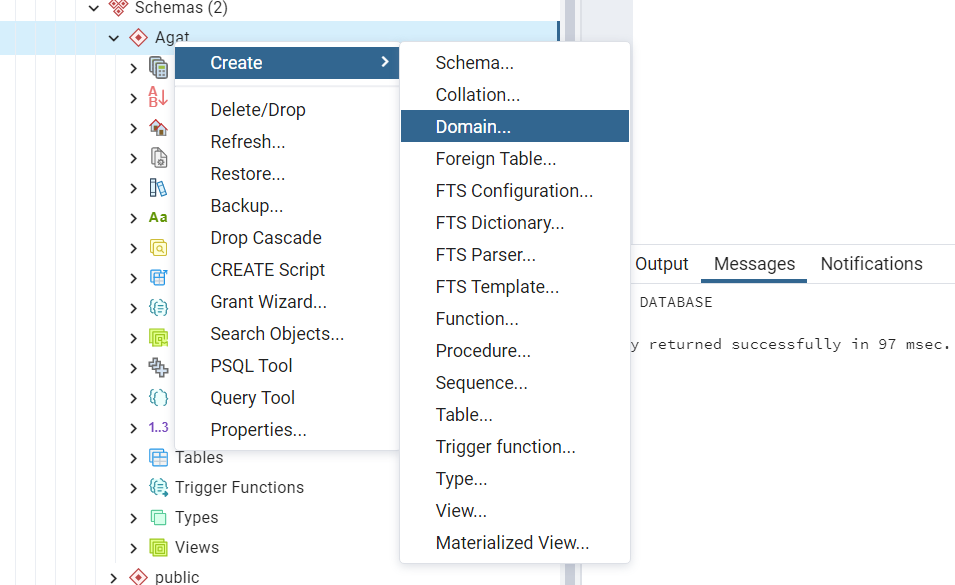 Schemas (2)
Agat
Create
Delete/Drop
Refresh...
Restore...
Backup...
Drop Cascade
CREATE Script
Grant Wizard...
Search Objects...
PSQL Tool
Query Tool
Properties...
Schema...
Collation...
Domain...
Foreign Table...
FTS Configuration...
FTS Dictionary...
FTS Parser...
FTS Template...
Function...
Procedure...
Sequence...
Table...
Trigger function...
Type...
View...
Materialized View...
Aa
1..3
Tables
Trigger Functions
Types
Views
public
Output Messages Notifications
DATABASE
y returned successfully in 97 msec.